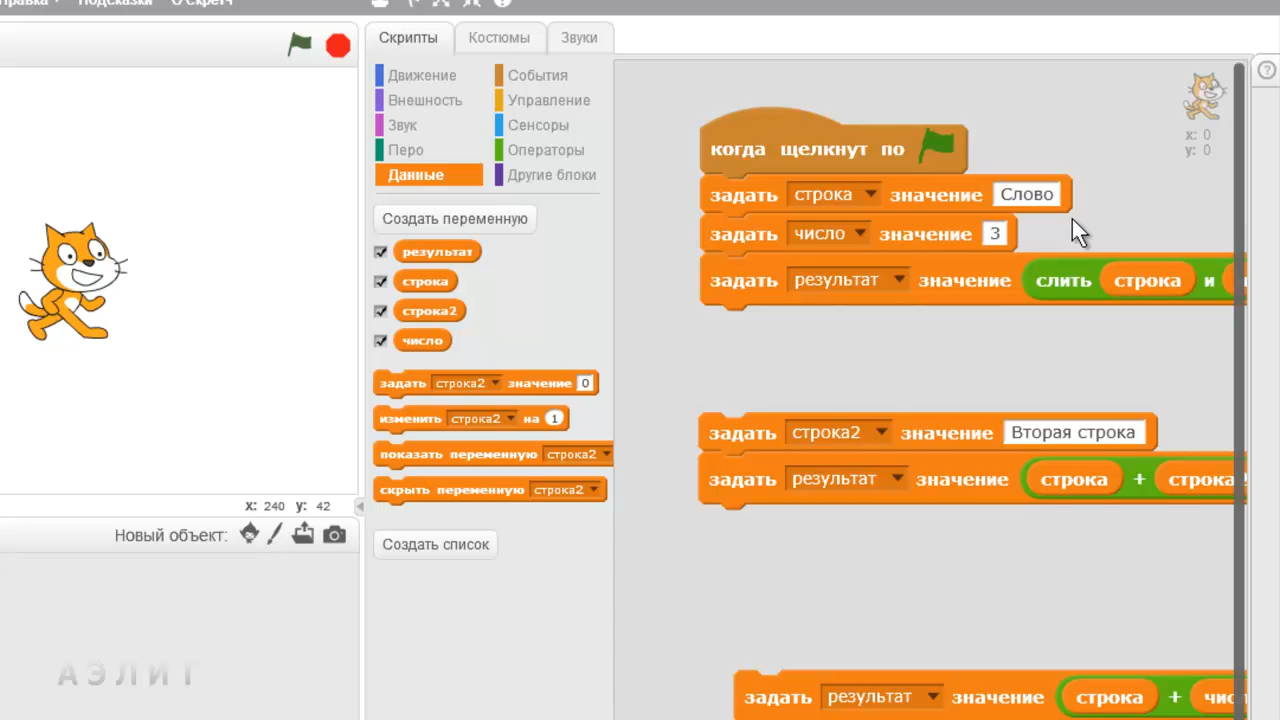 Подсказки О Скретч
Скрипты Костюмы Звуки
Движение События
Внешность Управление
Звук Сенсоры
Перо Операторы
Данные Другие блоки
Создать переменную
результат
строка
строка2
число
задать строка2 значение 0
изменить строка2 на 1
показать переменную строка2
скрыть переменную строка2
Создать список
x: 240 y: 42
Новый объект:
АЭЛИТ
x: 0
y: 0
когда щелкнут по
задать строка значение Слово
задать число значение 3
задать результат значение слить строка и
задать строка2 значение Вторая строка
задать результат значение строка + строка
задать результат значение строка +
?